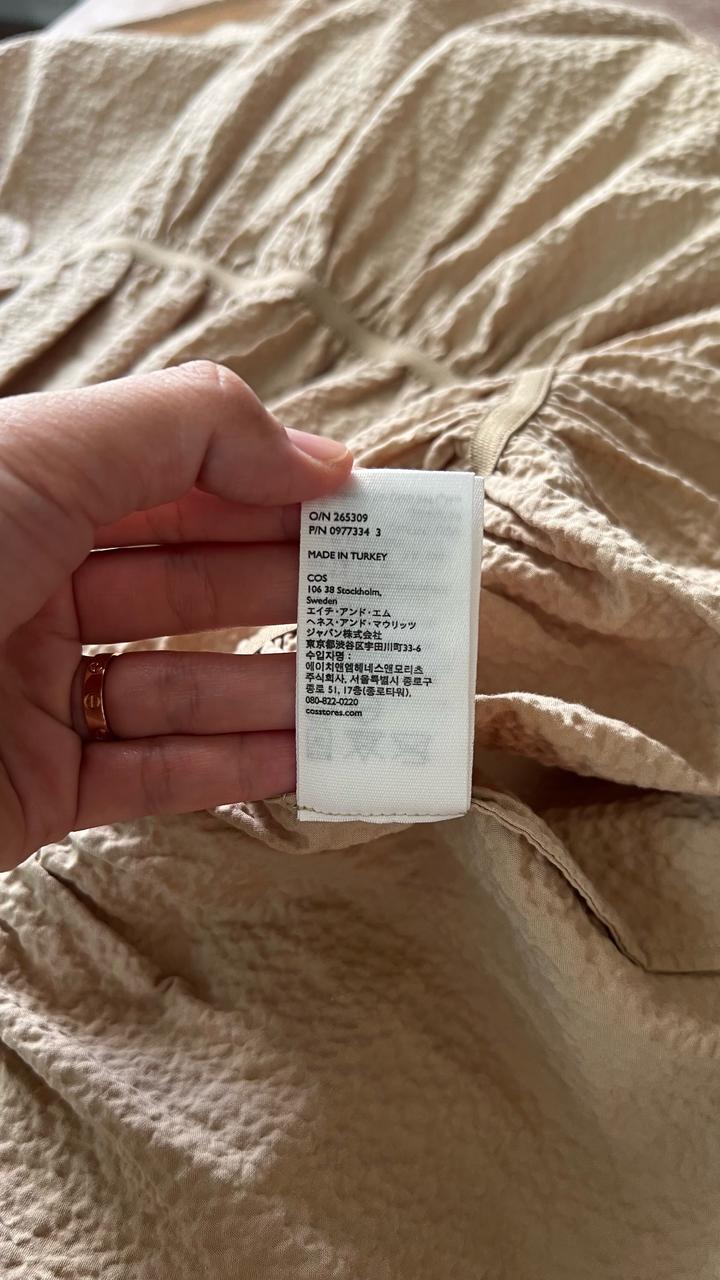 O/N 265309
P/N 0977334 3
MADE IN TURKEY
COS
106 38 Stockholm,
Sweden
エイチ・アンド・エム
ヘネス・アンド・マウリッツ
ジャパン株式会社
東京都渋谷区宇田川町33-6
수입자명 :
에이치앤엠헤네스앤모리츠
주식회사, 서울특별시 종로구
종로 51, 17층(종로타워),
080-822-0220
cosstores.com